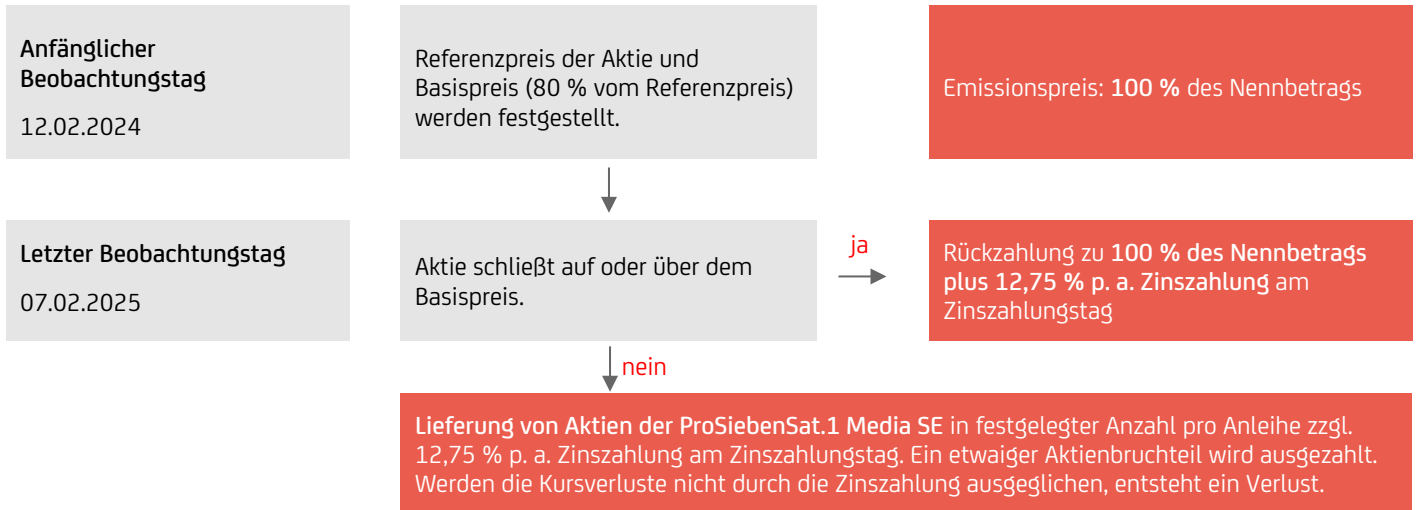 Anfänglicher
Beobachtungstag
12.02.2024
Referenzpreis der Aktie und
Basispreis (80 % vom Referenzpreis)
werden festgestellt.
Emissionspreis: 100 % des Nennbetrags
Letzter Beobachtungstag
07.02.2025
Aktie schließt auf oder über dem
Basispreis.
ja
Rückzahlung zu 100 % des Nennbetrags
plus 12,75 % p. a. Zinszahlung am
Zinszahlungstag
nein
Lieferung von Aktien der ProSiebenSat.1 Media SE in festgelegter Anzahl pro Anleihe zzgl.
12,75 % p. a. Zinszahlung am Zinszahlungstag. Ein etwaiger Aktienbruchteil wird ausgezahlt.
Werden die Kursverluste nicht durch die Zinszahlung ausgeglichen, entsteht ein Verlust.